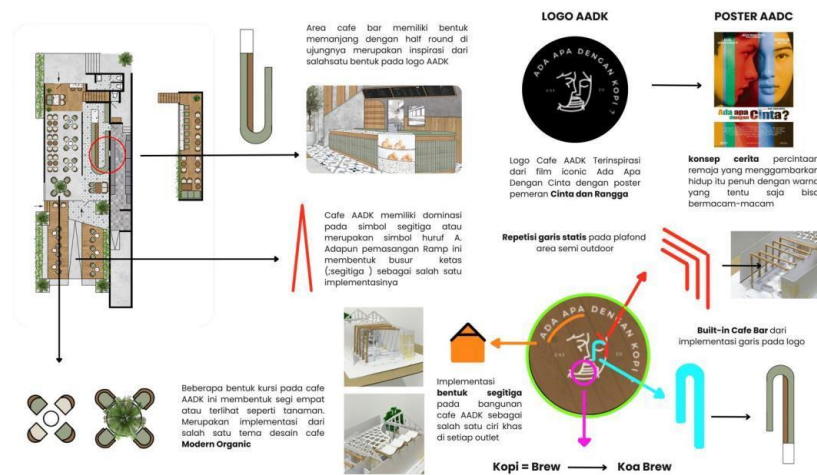 Area cafe bar memiliki bentuk
memanjang dengan half round di
ujungnya merupakan inspirasi dari
salahsatu bentuk pada logo AADK
Cafe AADK memiliki dominasi
pada simbol segitiga atau
merupakan simbol huruf A.
Adapun pemasangan Ramp ini
membentuk busur ketas
(;segitiga ) sebagai salah satu
implementasinya
Beberapa bentuk kursi pada cafe
AADK ini membentuk segi empat
atau terlihat seperti tanaman.
Merupakan implementasi dari
salah satu tema desain cafe
Modern Organic
LOGO AADK
ADA APA DENGAN KOPI ?
Logo Cafe AADK Terinspirasi
dari film iconic Ada Apa
Dengan Cinta dengan poster
pemeran Cinta dan Rangga
POSTER AADC
Ada apa
dengan Cinta?
konsep cerita percintaan
remaja yang menggambarkan
hidup itu penuh dengan warna
yang tentu saja bisa
bermacam-macam
Repetisi garis statis pada plafond
area semi outdoor
ADA APA DENGAN KOPI
Built-in Cafe Bar dari
implementasi garis pada logo
Implementasi
bentuk segitiga
pada bangunan
cafe AADK sebagai
salah satu ciri khas
di setiap outlet
Kopi = Brew
Koa Brew